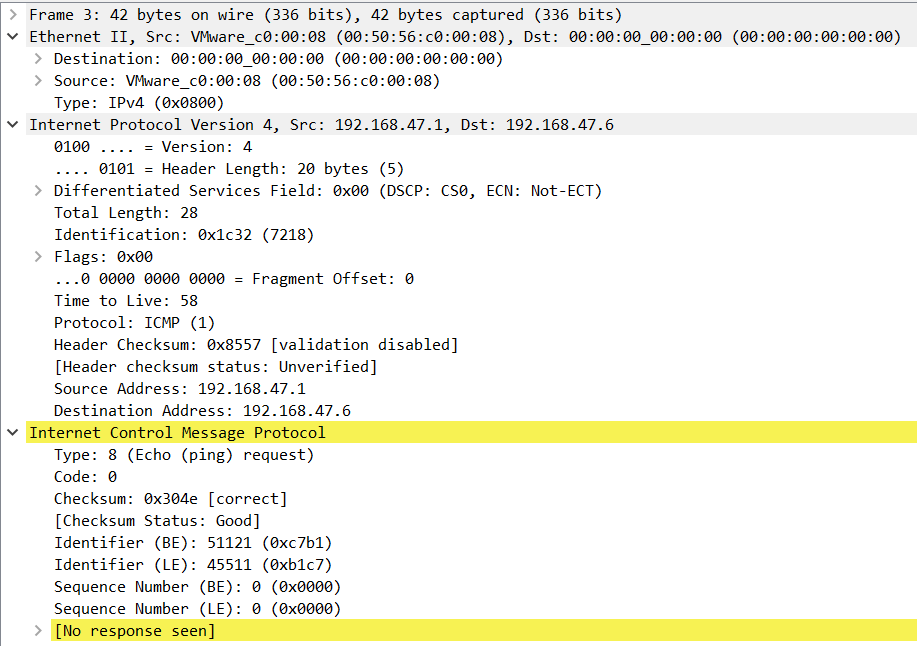 Frame 3: 42 bytes on wire (336 bits), 42 bytes captured (336 bits)
Ethernet II, Src: VMware_c0:00:08 (00:50:56:c0:00:08), Dst: 00:00:00_00:00:00 (00:00:00:00:00:00)
Destination: 00:00:00_00:00:00 (00:00:00:00:00:00)
Source: VMware_c0:00:08 (00:50:56:c0:00:08)
Type: IPv4 (0x0800)
Internet Protocol Version 4, Src: 192.168.47.1, Dst: 192.168.47.6
0100 .... = Version: 4
.... 0101 = Header Length: 20 bytes (5)
Differentiated Services Field: 0x00 (DSCP: CS0, ECN: Not-ECT)
Total Length: 28
Identification: 0x1c32 (7218)
Flags: 0x00
...0 0000 0000 0000 = Fragment Offset: 0
Time to Live: 58
Protocol: ICMP (1)
Header Checksum: 0x8557 [validation disabled]
[Header checksum status: Unverified]
Source Address: 192.168.47.1
Destination Address: 192.168.47.6
Internet Control Message Protocol
Type: 8 (Echo (ping) request)
Code: 0
Checksum: 0x304e [correct]
[Checksum Status: Good]
Identifier (BE): 51121 (0xc7b1)
Identifier (LE): 45511 (0xb1c7)
Sequence Number (BE): 0 (0x0000)
Sequence Number (LE): 0 (0x0000)
[No response seen]